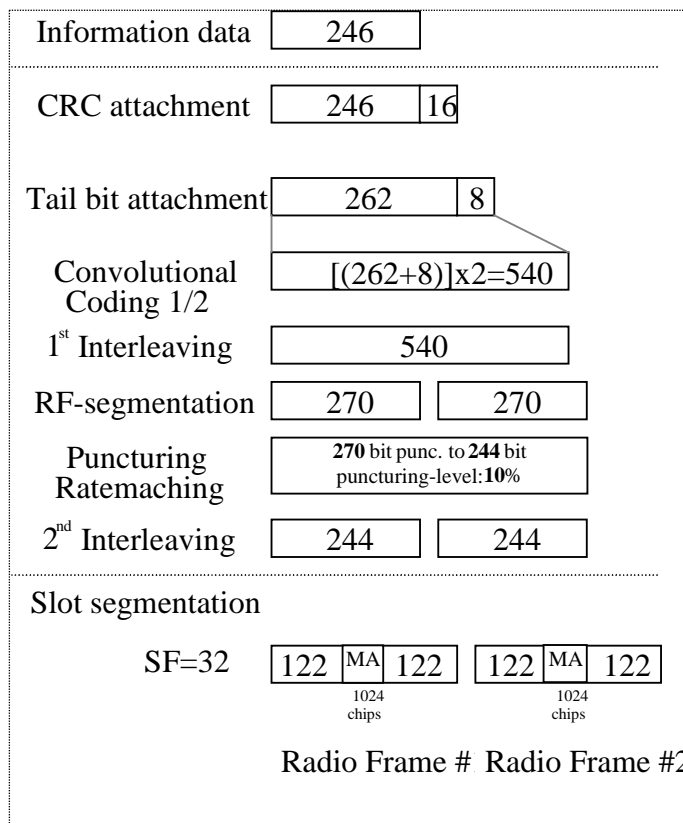 Information data 246
CRC attachment 246 16
Tail bit attachment 262 8
Convolutional
Coding 1/2
[(262+8)]x2=540
1st Interleaving 540
RF-segmentation 270 270
Puncturing
Ratemaching
270 bit punc. to 244 bit
puncturing-level:10%
2nd Interleaving 244 244
Slot segmentation
SF=32 122 MA 122 122 MA 122
1024
chips
1024
chips
Radio Frame # Radio Frame #2